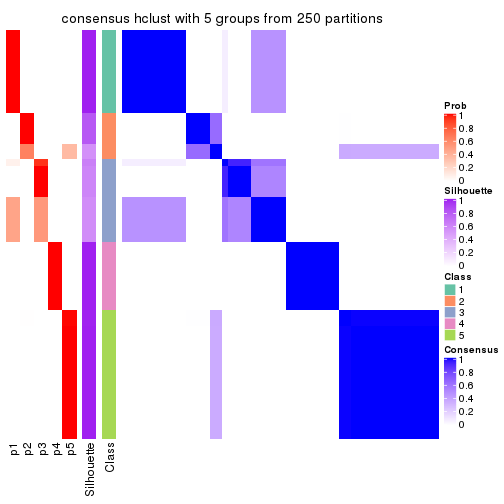 consensus hclust with 5 groups from 250 partitions
Prob
1
0.8
0.6
0.4
0.2
0
Silhouette
1
0.8
0.6
0.4
0.2
0
Class
1
2
3
4
5
Consensus
1
0.8
0.6
0.4
0.2
0
p1
p2
p3
p4
p5
Silhouette
Class